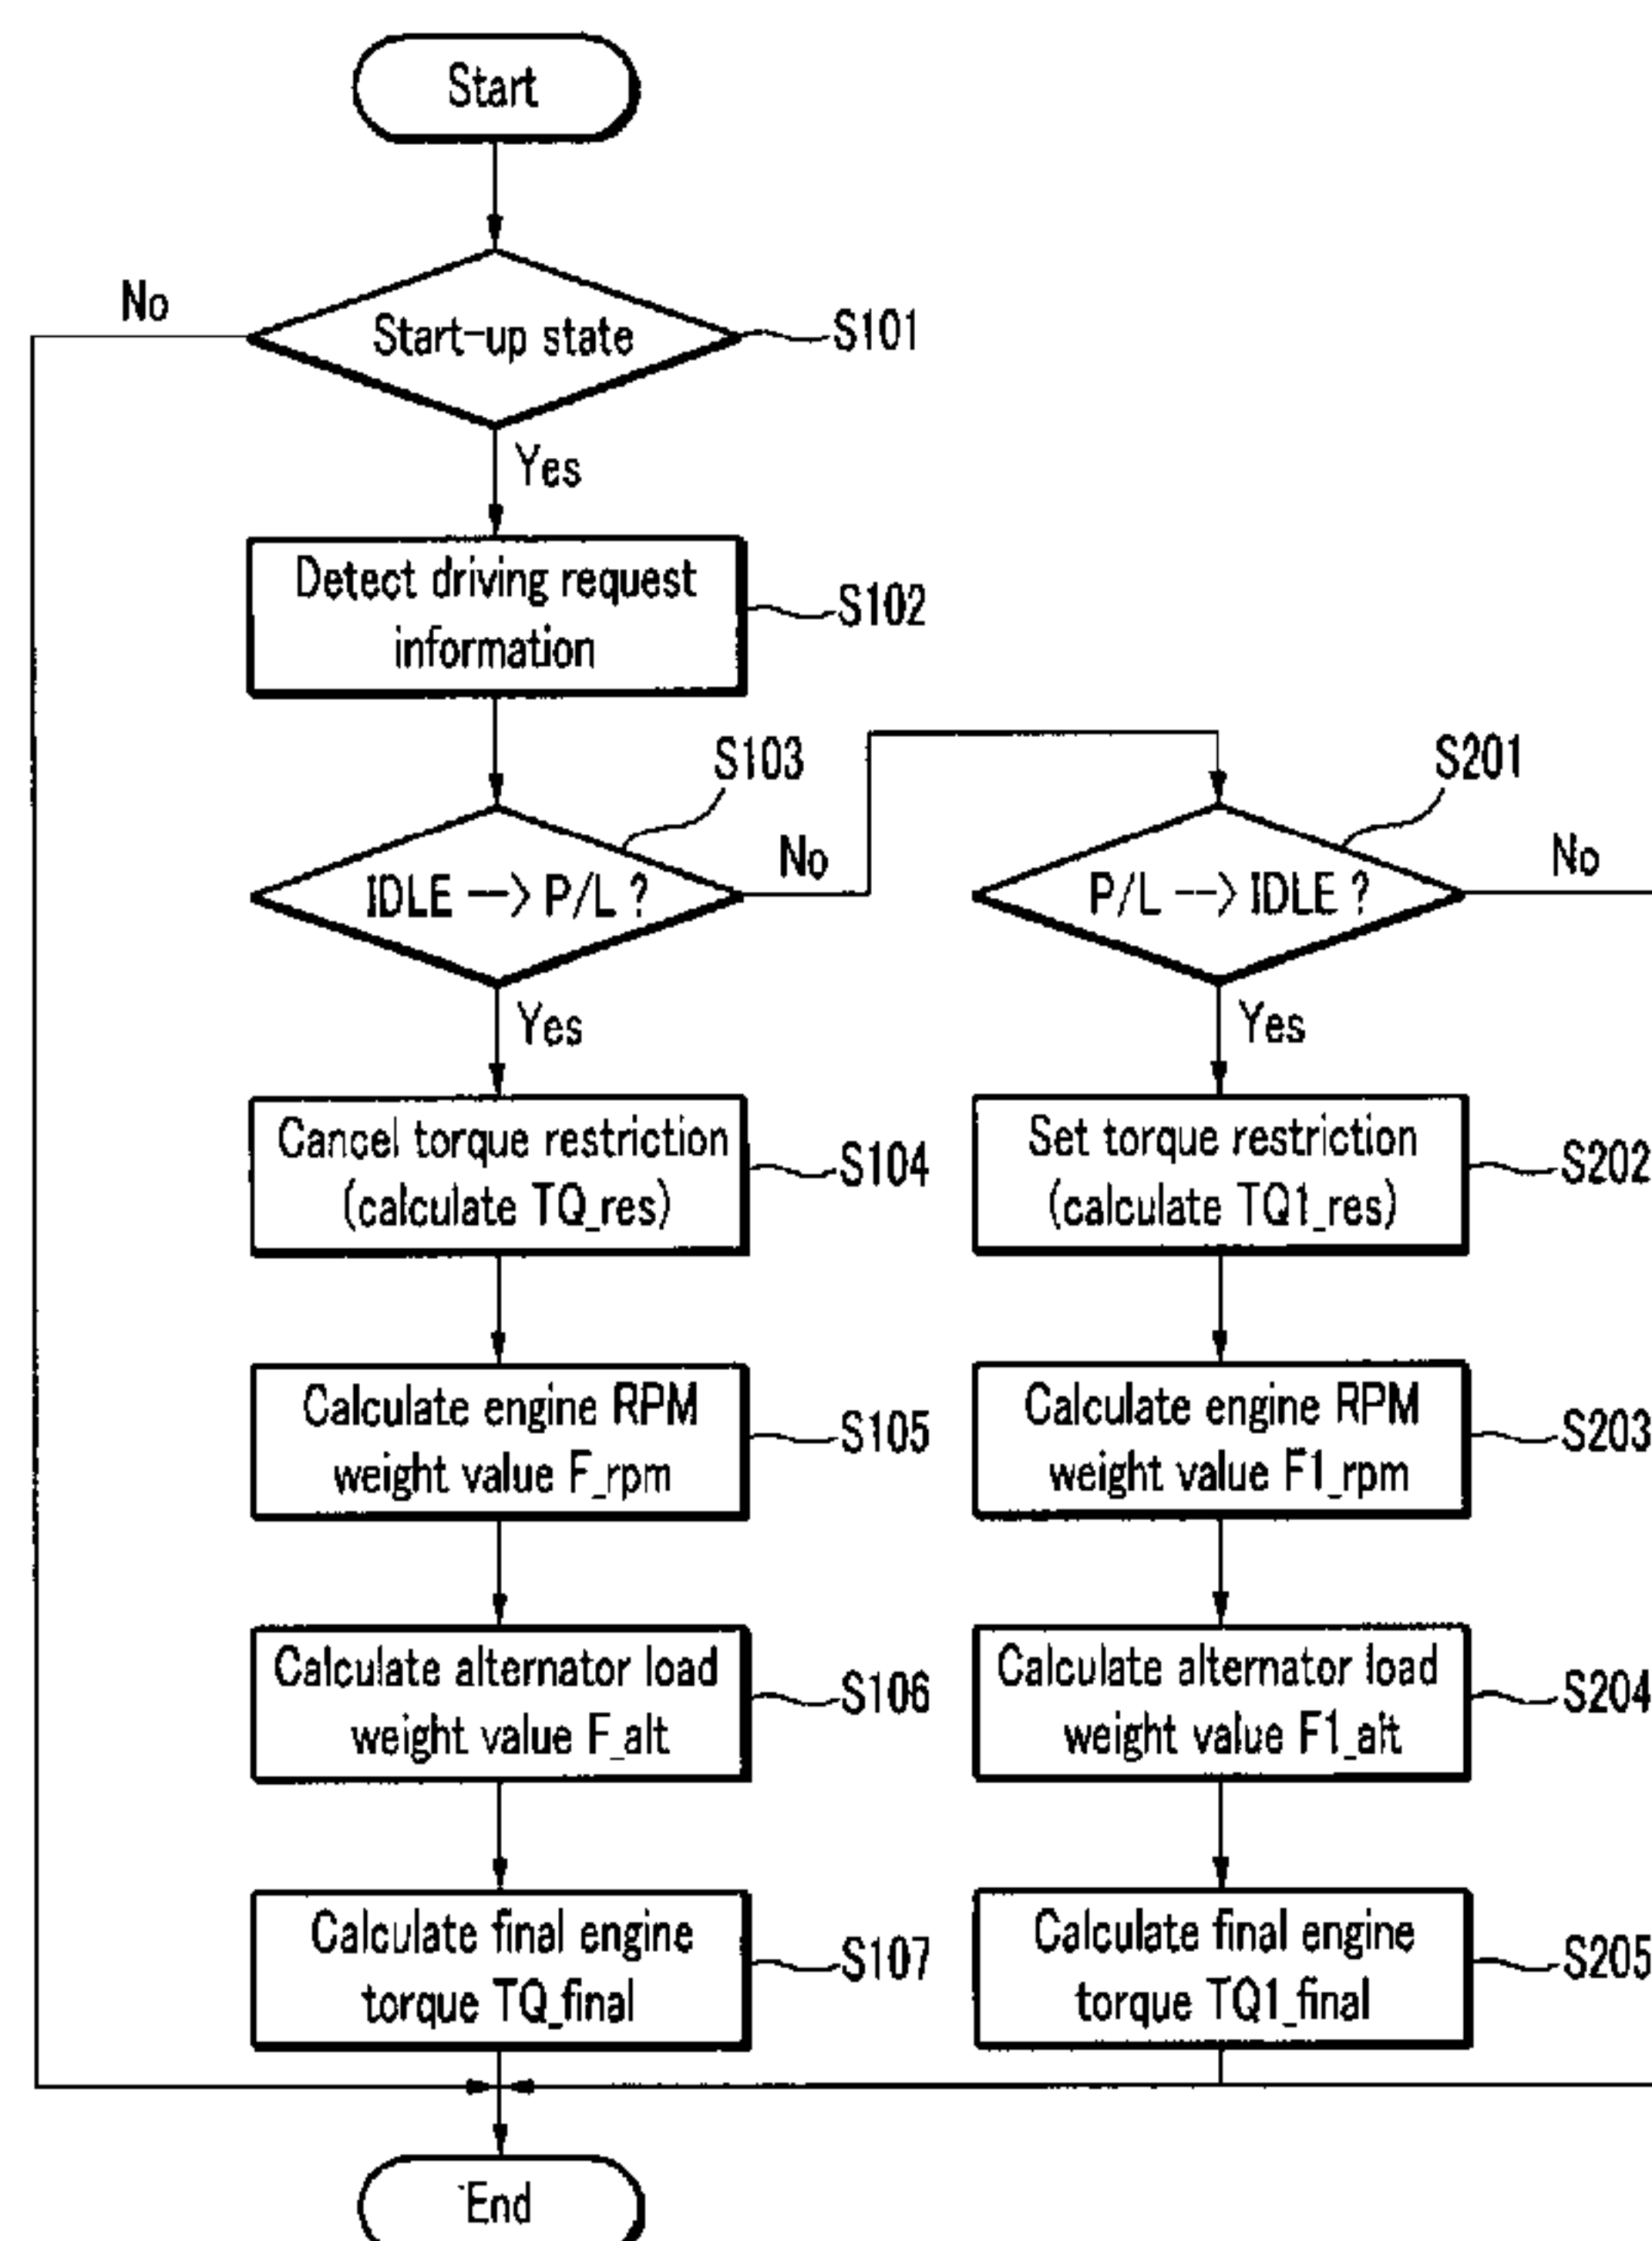 Start
No
Start-up state
S101
Yes
Detect driving request
information
S102
S103
IDLE --> P/L ?
No
S201
P/L --> IDLE ?
No
Yes
Yes
Cancel torque restriction
(calculate TQ_res)
S104
Set torque restriction
(calculate TQ1_res)
S202
Calculate engine RPM
weight value F_rpm
S105
Calculate engine RPM
weight value F1_rpm
S203
Calculate alternator load
weight value F_alt
S106
Calculate alternator load
weight value F1_alt
S204
Calculate final engine
torque TQ_final
S107
Calculate final engine
torque TQ1_final
S205
End